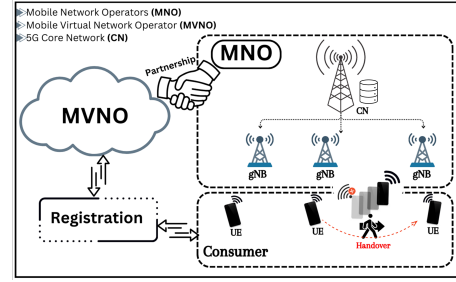 Mobile Network Operators (MNO)
Mobile Virtual Network Operator (MVNO)
5G Core Network (CN)
Partnership
MNO
MVNO
CN
gNB
gNB
gNB
Registration
UE
UE
UE
Handover
Consumer